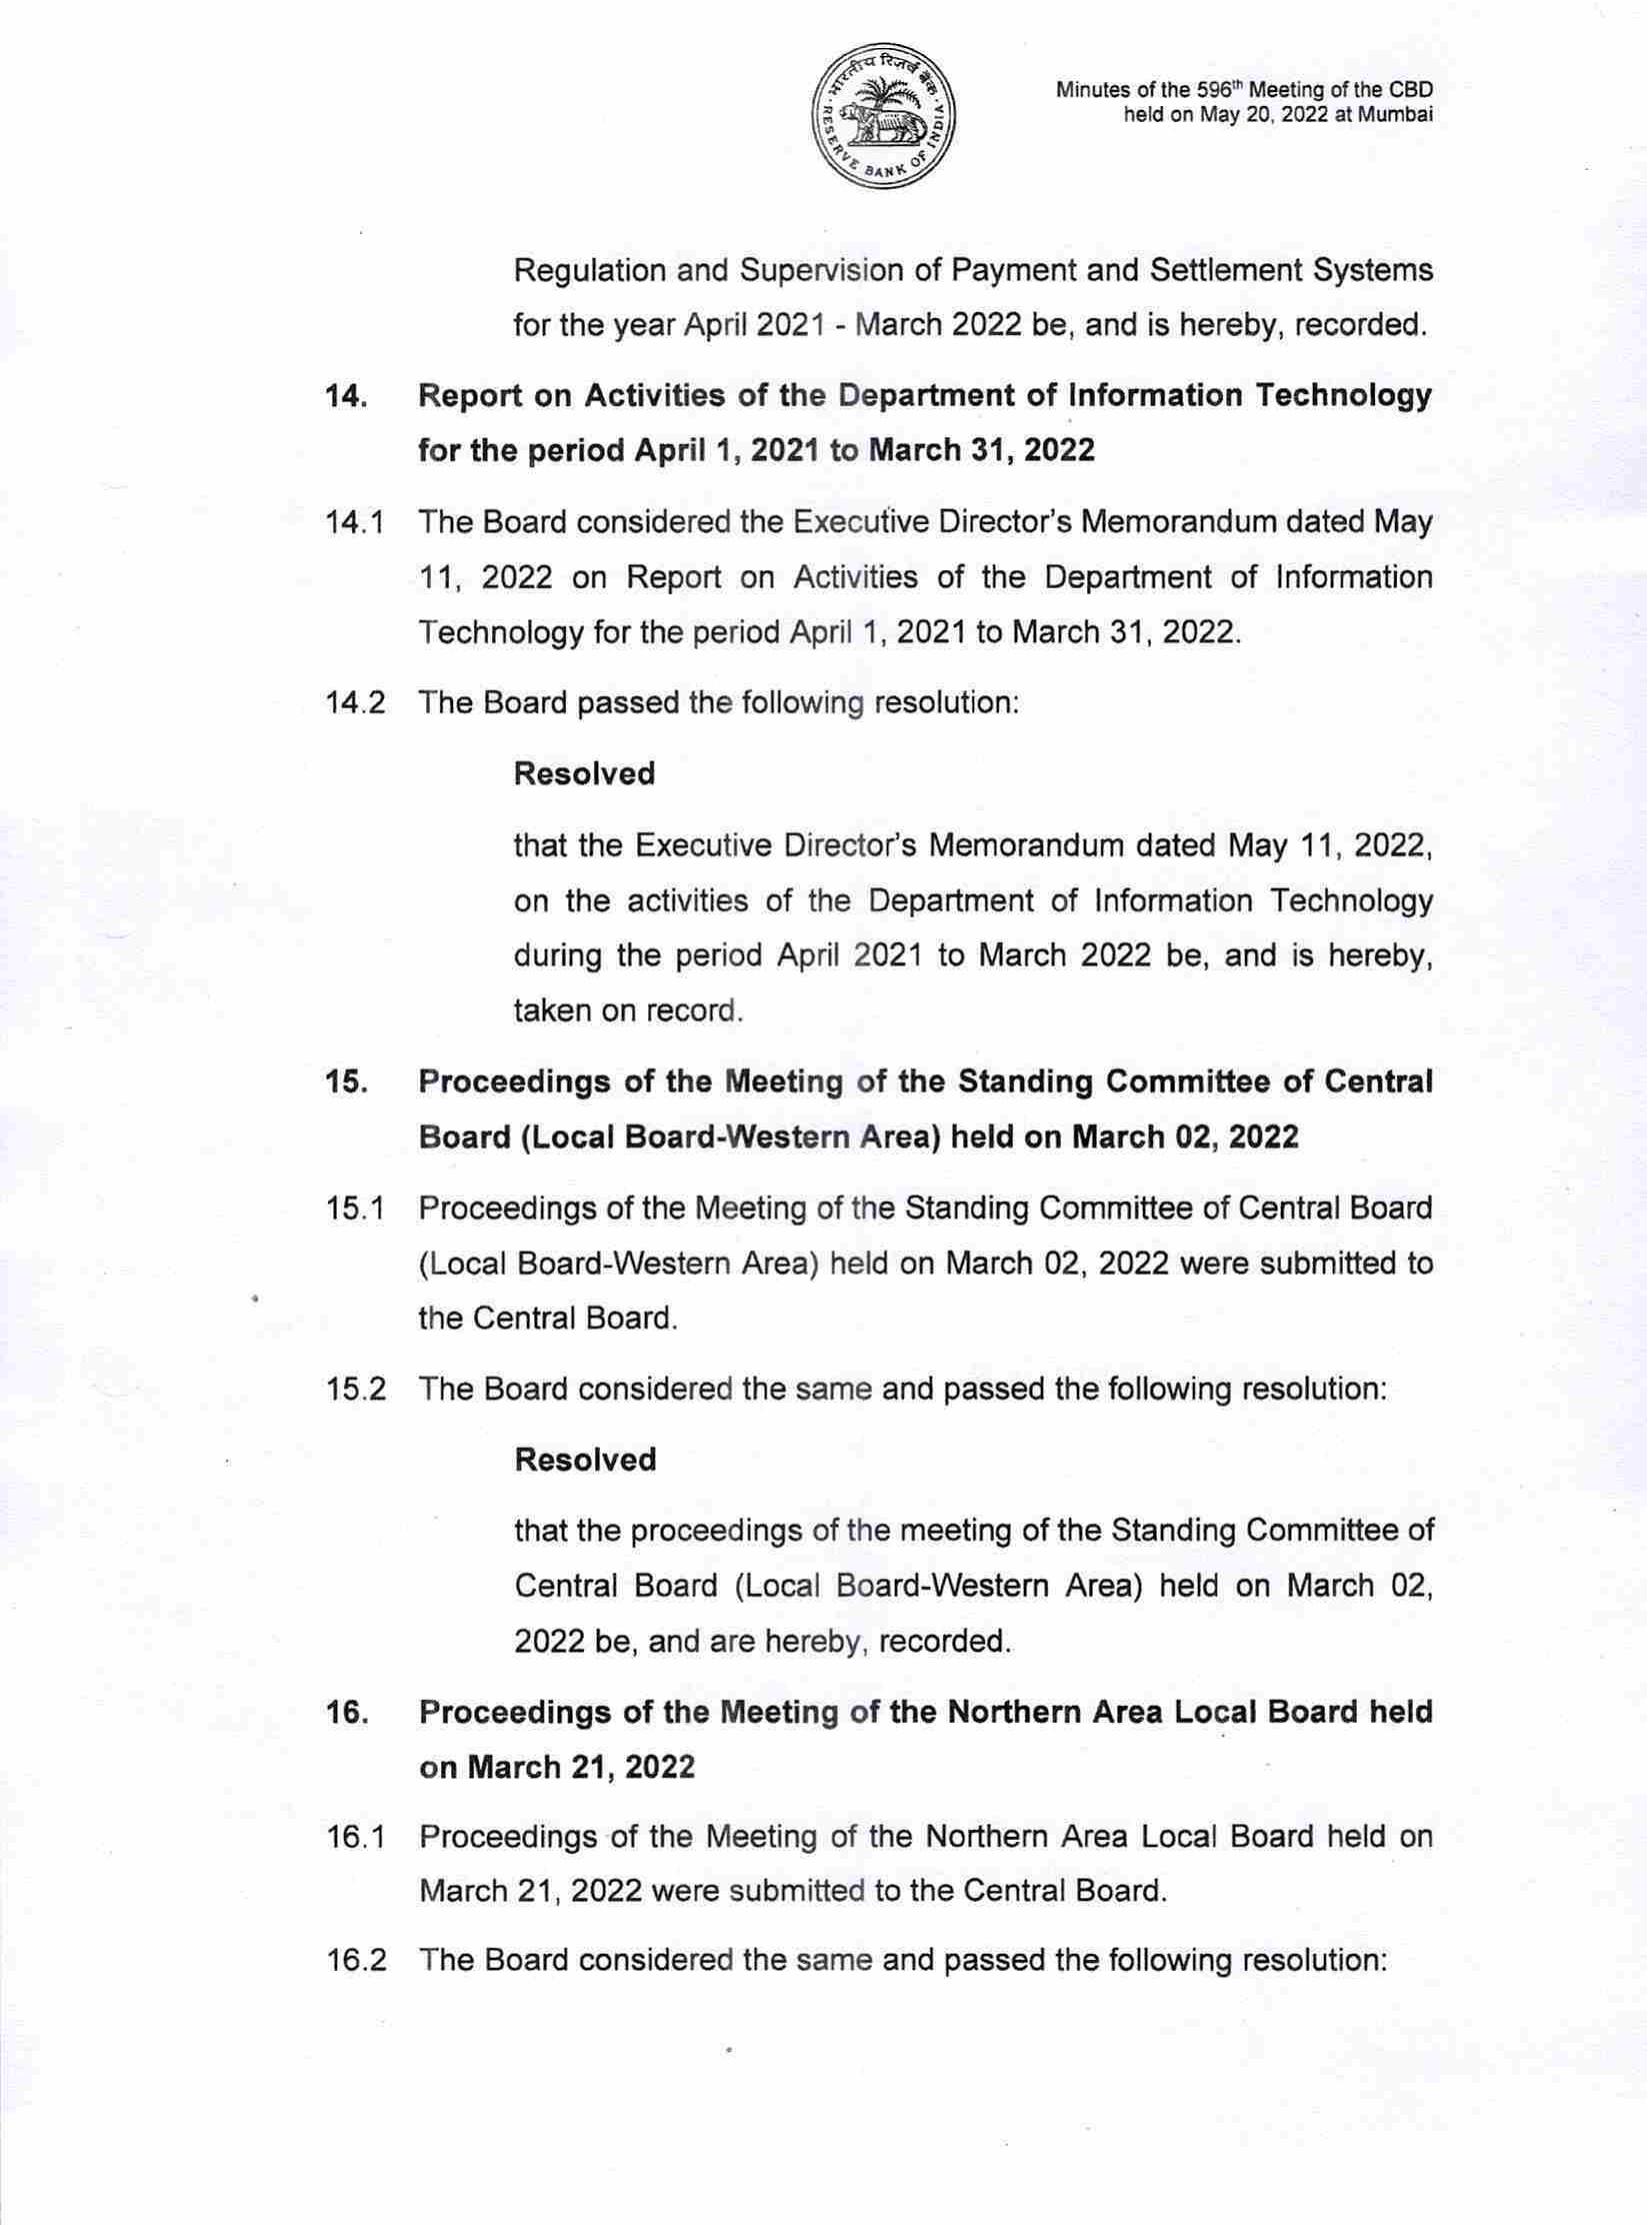 भारतीय रिज़र्व बैंक
RESERVE BANK OF INDIA
Minutes of the 596th Meeting of the CBD
held on May 20, 2022 at Mumbai
Regulation and Supervision of Payment and Settlement Systems
for the year April 2021 - March 2022 be, and is hereby, recorded.
14. Report on Activities of the Department of Information Technology
for the period April 1, 2021 to March 31, 2022
14.1 The Board considered the Executive Director's Memorandum dated May
11, 2022 on Report on Activities of the Department of Information
Technology for the period April 1, 2021 to March 31, 2022.
14.2 The Board passed the following resolution:
Resolved
that the Executive Director's Memorandum dated May 11, 2022,
on the activities of the Department of Information Technology
during the period April 2021 to March 2022 be, and is hereby,
taken on record.
15. Proceedings of the Meeting of the Standing Committee of Central
Board (Local Board-Western Area) held on March 02, 2022
15.1 Proceedings of the Meeting of the Standing Committee of Central Board
(Local Board-Western Area) held on March 02, 2022 were submitted to
the Central Board.
15.2 The Board considered the same and passed the following resolution:
Resolved
that the proceedings of the meeting of the Standing Committee of
Central Board (Local Board-Western Area) held on March 02,
2022 be, and are hereby, recorded.
16. Proceedings of the Meeting of the Northern Area Local Board held
on March 21, 2022
16.1 Proceedings of the Meeting of the Northern Area Local Board held on
March 21, 2022 were submitted to the Central Board.
16.2 The Board considered the same and passed the following resolution: